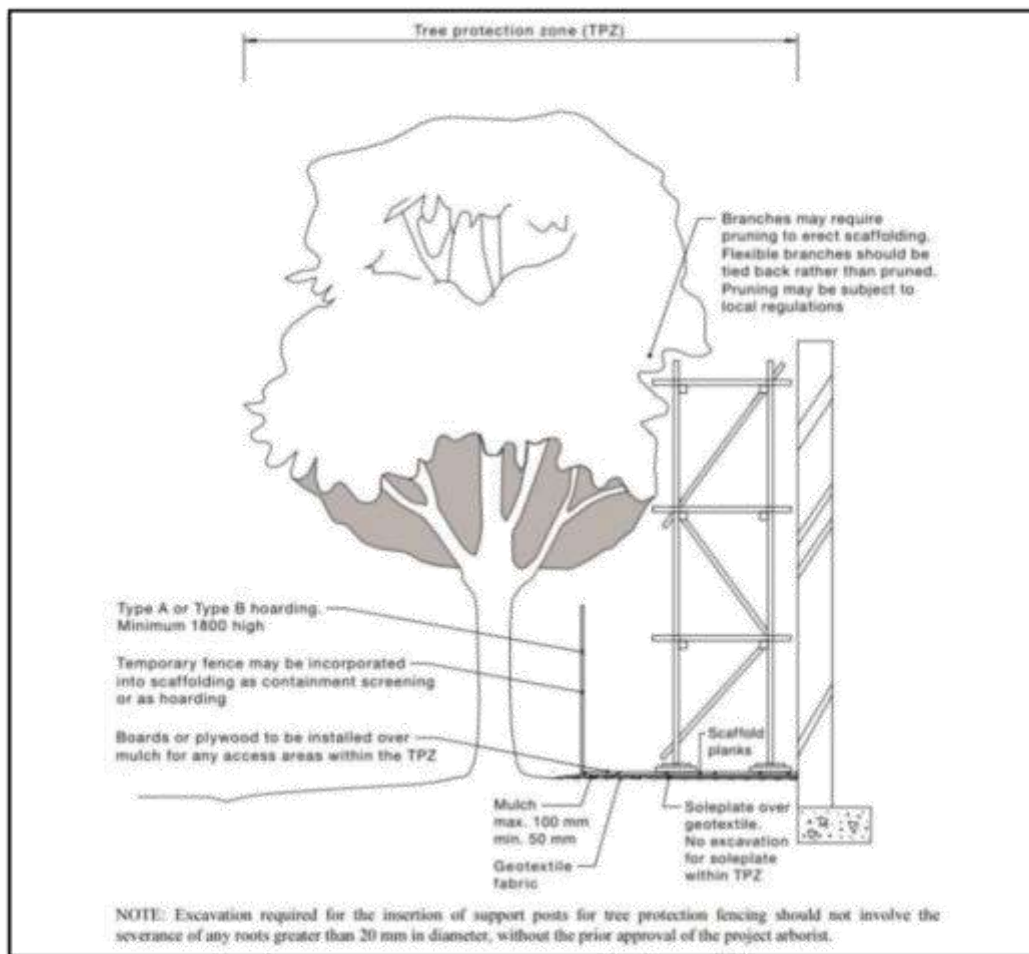 Tree protection zone (TPZ)
Branches may require
pruning to erect scaffolding.
Flexible branches should be
tied back rather than pruned.
Pruning may be subject to
local regulations
Type A or Type B hoarding.
Minimum 1800 high
Temporary fence may be incorporated
into scaffolding as containment screening
or as hoarding
Boards or plywood to be installed over
mulch for any access areas within the TPZ
Scaffold
planks
Mulch
max. 100 mm
min. 50 mm
Geotextile
fabric
Soleplate over
geotextile.
No excavation
for soleplate
within TPZ
NOTE: Excavation required for the insertion of support posts for tree protection fencing should not involve the
severance of any roots greater than 20 mm in diameter, without the prior approval of the project arborist.